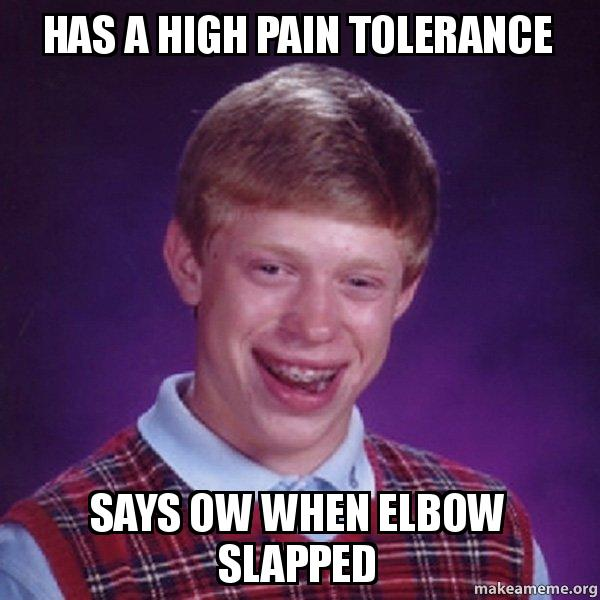 HAS A HIGH PAIN TOLERANCE
SAYS OW WHEN ELBOW
SLAPPED
makeameme.org